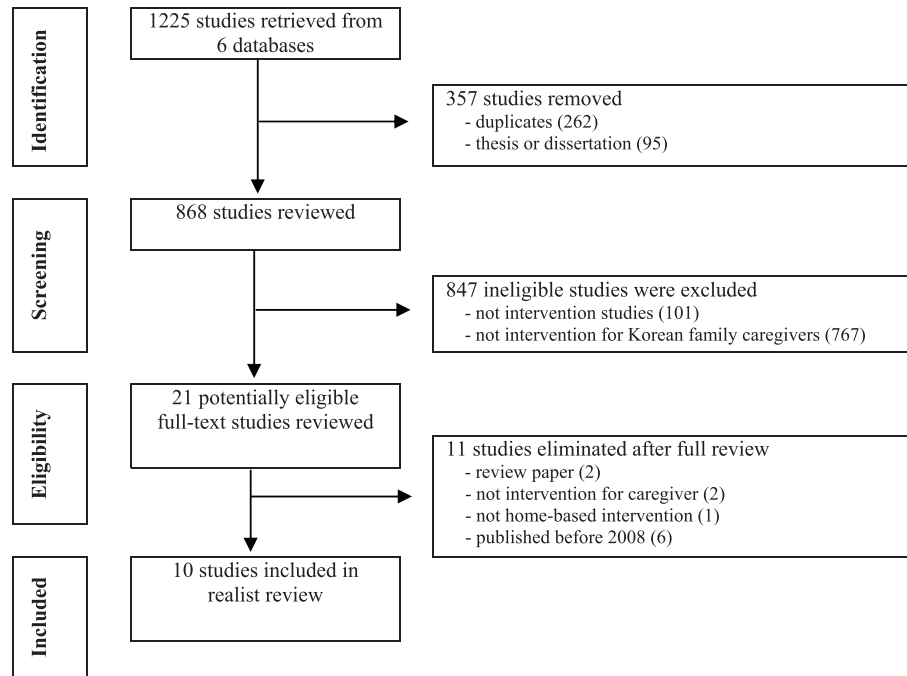 Identification
1225 studies retrieved from
6 databases
357 studies removed
- duplicates (262)
- thesis or dissertation (95)
Screening
868 studies reviewed
847 ineligible studies were excluded
- not intervention studies (101)
- not intervention for Korean family caregivers (767)
Eligibility
21 potentially eligible
full-text studies reviewed
11 studies eliminated after full review
- review paper (2)
- not intervention for caregiver (2)
- not home-based intervention (1)
- published before 2008 (6)
Included
10 studies included in
realist review